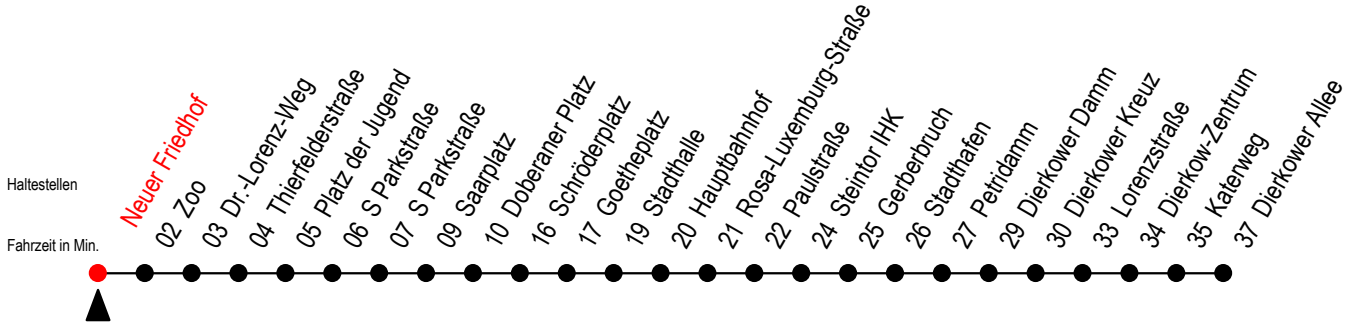 Haltestellen
Fahrzeit in Min.
Neuer Friedhof
02 Zoo
03 Dr.-Lorenz-Weg
04 Thierfelderstraße
05 Platz der Jugend
06 S Parkstraße
07 S Parkstraße
09 Saarplatz
10 Doberaner Platz
16 Schröderplatz
17 Goetheplatz
19 Stadthalle
20 Hauptbahnhof
21 Rosa-Luxemburg-Straße
22 Paulstraße
24 Steintor IHK
25 Gerberbruch
26 Stadthafen
27 Petridamm
29 Dierkower Damm
30 Dierkower Kreuz
33 Lorenzstraße
34 Dierkow-Zentrum
35 Katerweg
37 Dierkower Allee